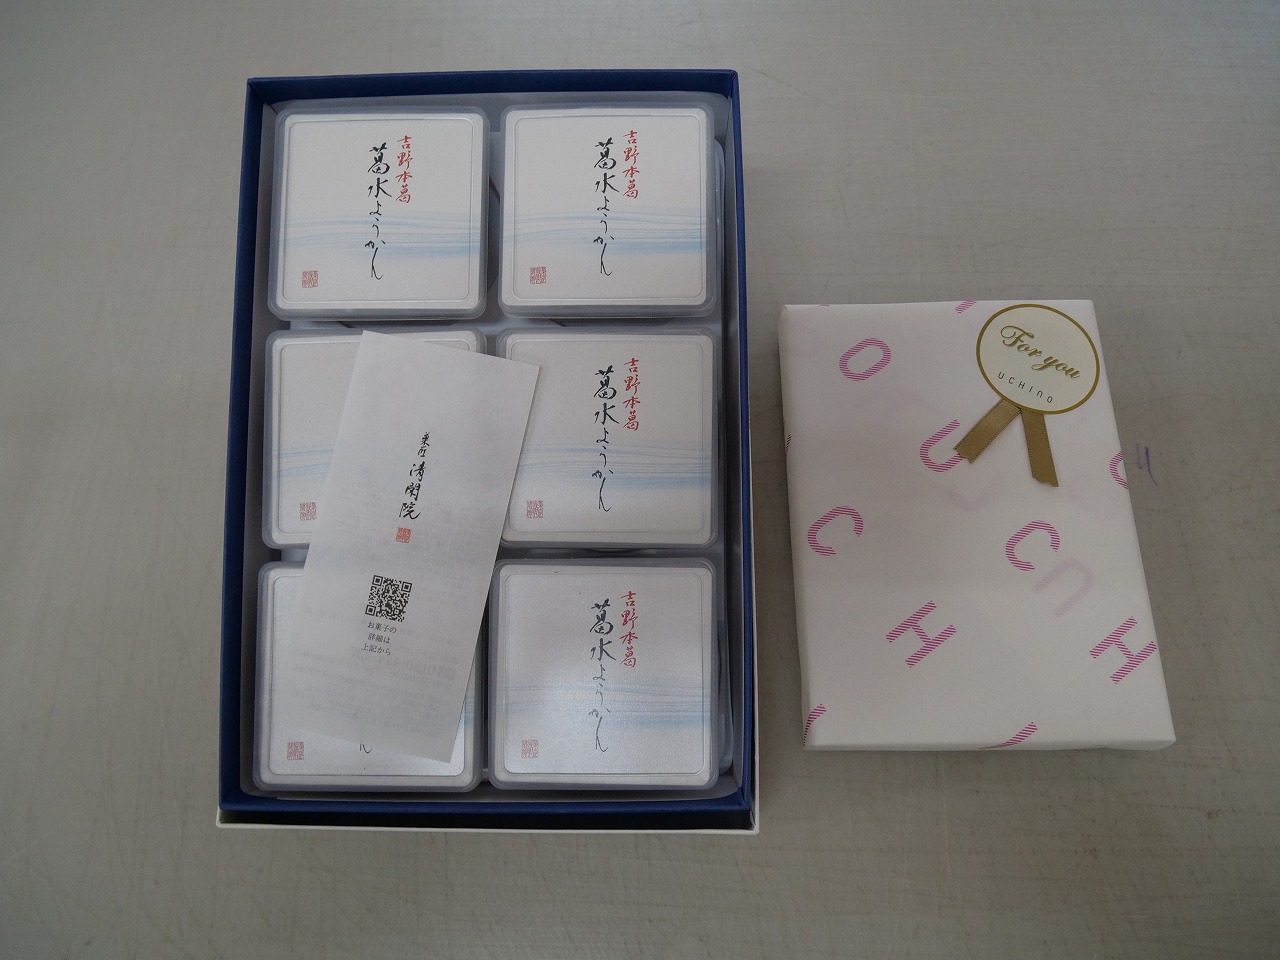 吉野本葛
葛水ようかん
吉野本葛
葛水ようかん
吉野本葛
葛水ようかん
菓匠
清閑院
お菓子の
詳細は
上記から
吉野本葛
葛水ようかん
ん
For you
UCHINO
O
U
C
H
U
C
H